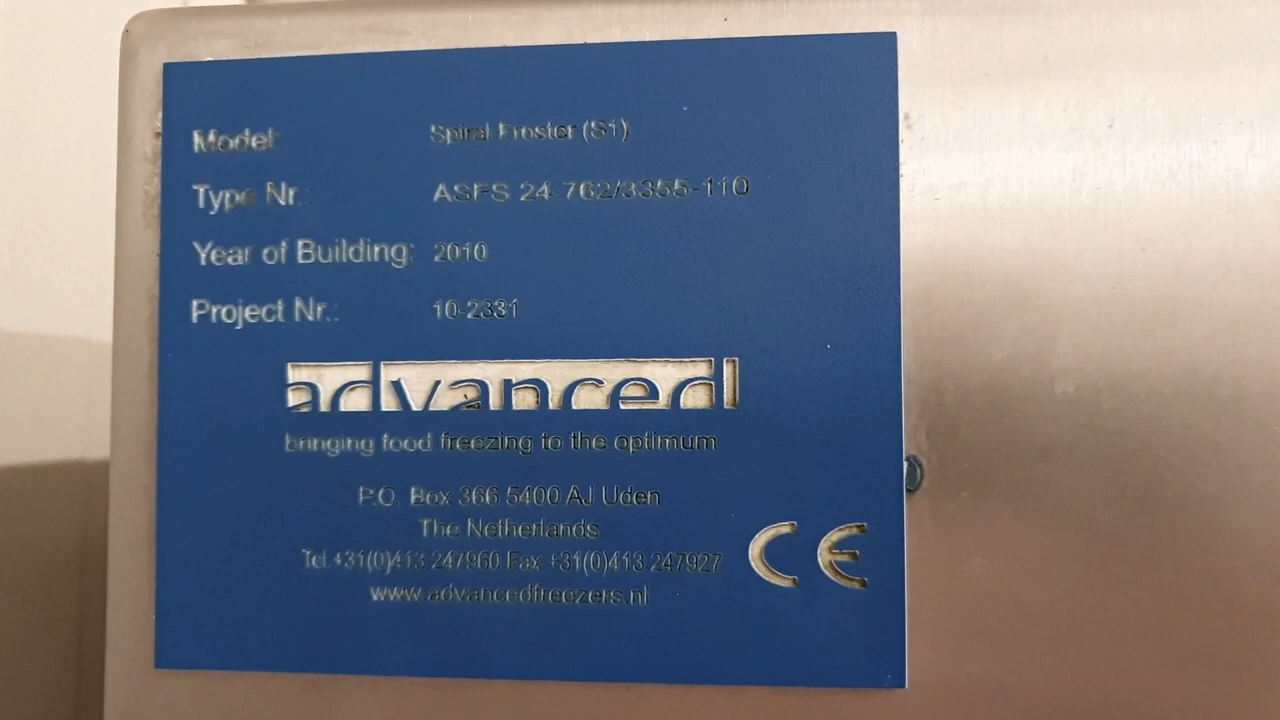 Model: Spiral Froster (S1)
Type Nr.: ASFS 24-762/3355-110
Year of Building: 2010
Project Nr.: 10-2331
advanced
bringing food freezing to the optimum
P.O. Box 366 5400 AJ Uden
The Netherlands
Tel.+31(0)413 247960 Fax +31(0)413 247927
www.advancedfreezers.nl
CE